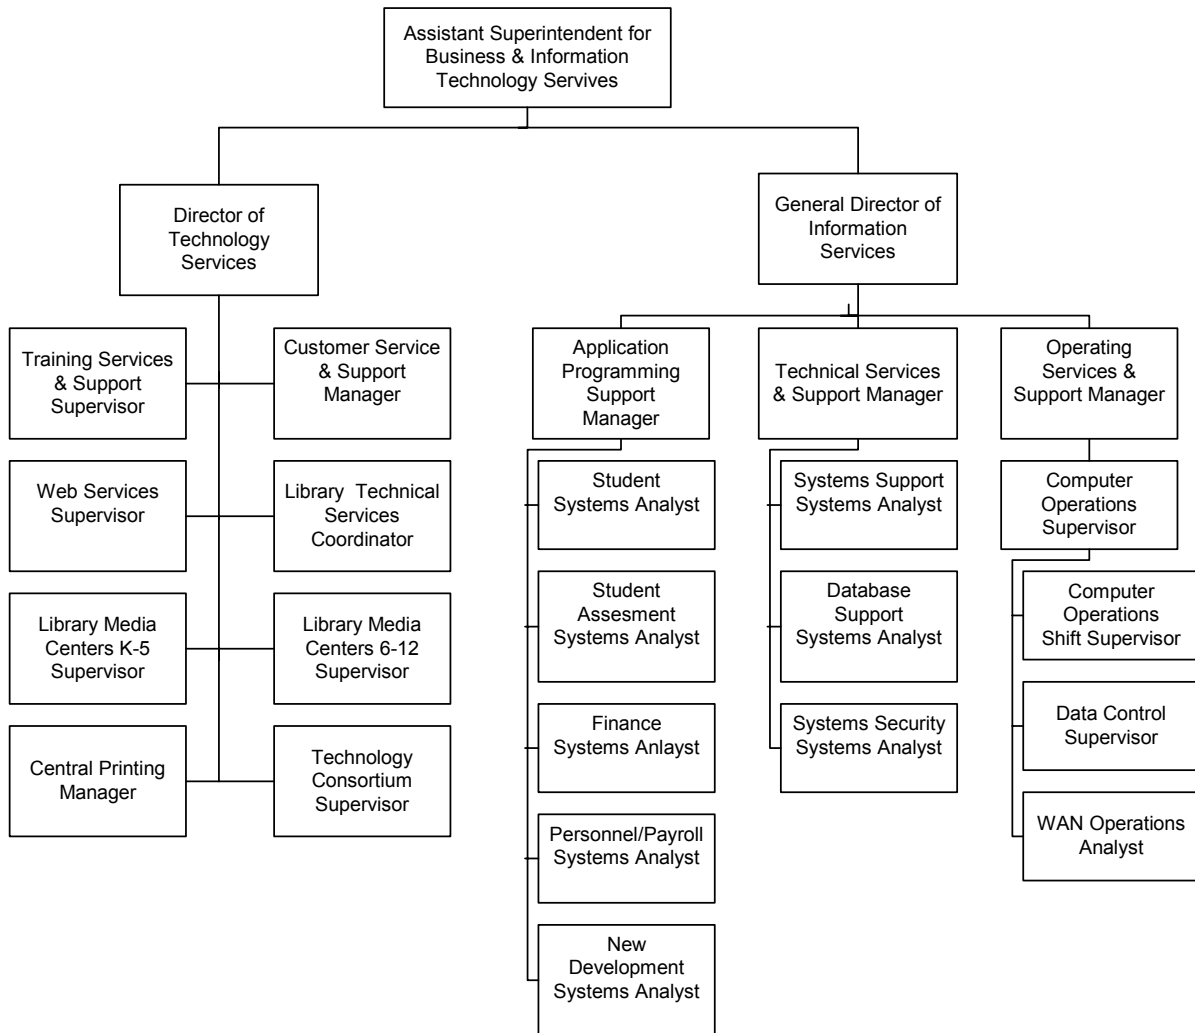 Assistant Superintendent for
Business & Information
Technology Servives
Director of
Technology
Services
General Director of
Information
Services
Training Services
& Support
Supervisor
Customer Service
& Support
Manager
Web Services
Supervisor
Library Technical
Services
Coordinator
Library Media
Centers K-5
Supervisor
Library Media
Centers 6-12
Supervisor
Central Printing
Manager
Technology
Consortium
Supervisor
Application
Programming
Support
Manager
Student
Systems Analyst
Student
Assesment
Systems Analyst
Finance
Systems Anlayst
Personnel/Payroll
Systems Analyst
New
Development
Systems Analyst
Technical Services
& Support Manager
Systems Support
Systems Analyst
Database
Support
Systems Analyst
Systems Security
Systems Analyst
Operating
Services &
Support Manager
Computer
Operations
Supervisor
Computer
Operations
Shift Supervisor
Data Control
Supervisor
WAN Operations
Analyst